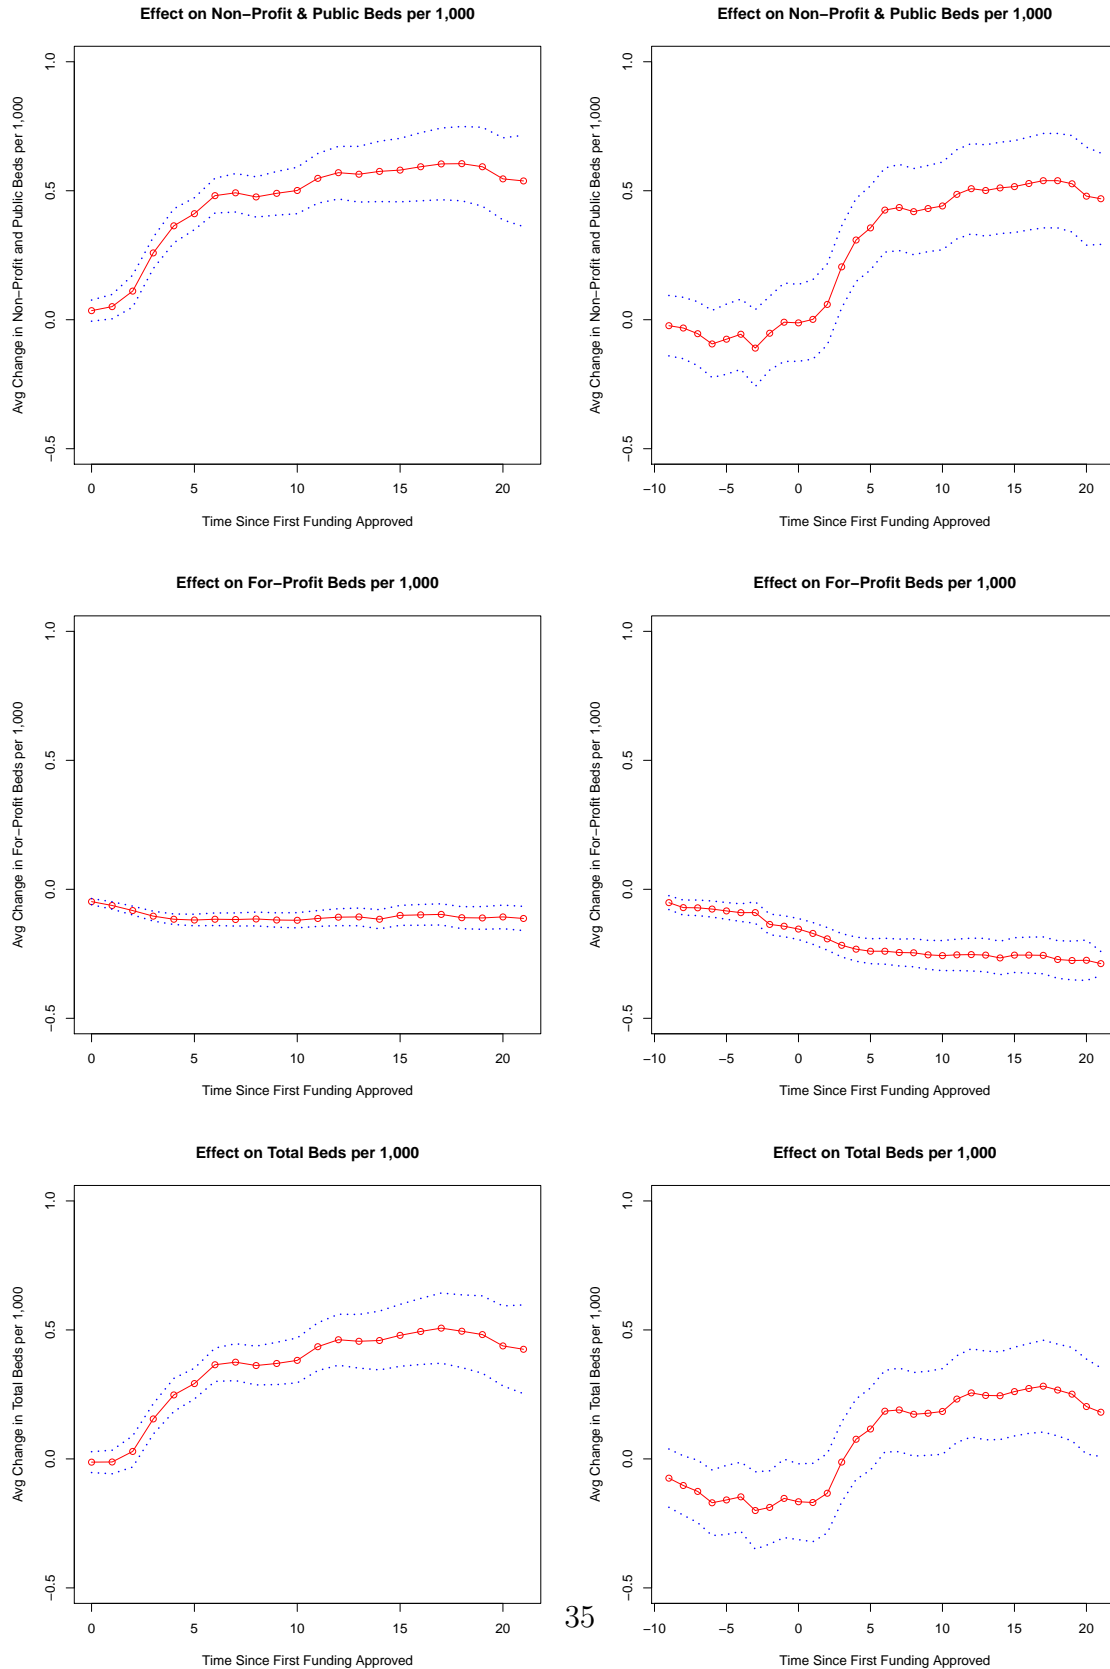 Effect on Non−Profit & Public Beds per 1,000
Avg Change in Non−Profit and Public Beds per 1,000
1.0
0.5
0.0
−0.5
0 5 10 15 20
Time Since First Funding Approved
Effect on Non−Profit & Public Beds per 1,000
Avg Change in Non−Profit and Public Beds per 1,000
1.0
0.5
0.0
−0.5
−10 −5 0 5 10 15 20
Time Since First Funding Approved
Effect on For−Profit Beds per 1,000
Avg Change in For−Profit Beds per 1,000
1.0
0.5
0.0
−0.5
0 5 10 15 20
Time Since First Funding Approved
Effect on For−Profit Beds per 1,000
Avg Change in For−Profit Beds per 1,000
1.0
0.5
0.0
−0.5
−10 −5 0 5 10 15 20
Time Since First Funding Approved
Effect on Total Beds per 1,000
Avg Change in Total Beds per 1,000
1.0
0.5
0.0
−0.5
0 5 10 15 20
Time Since First Funding Approved
Effect on Total Beds per 1,000
Avg Change in Total Beds per 1,000
1.0
0.5
0.0
−0.5
−10 −5 0 5 10 15 20
Time Since First Funding Approved
35